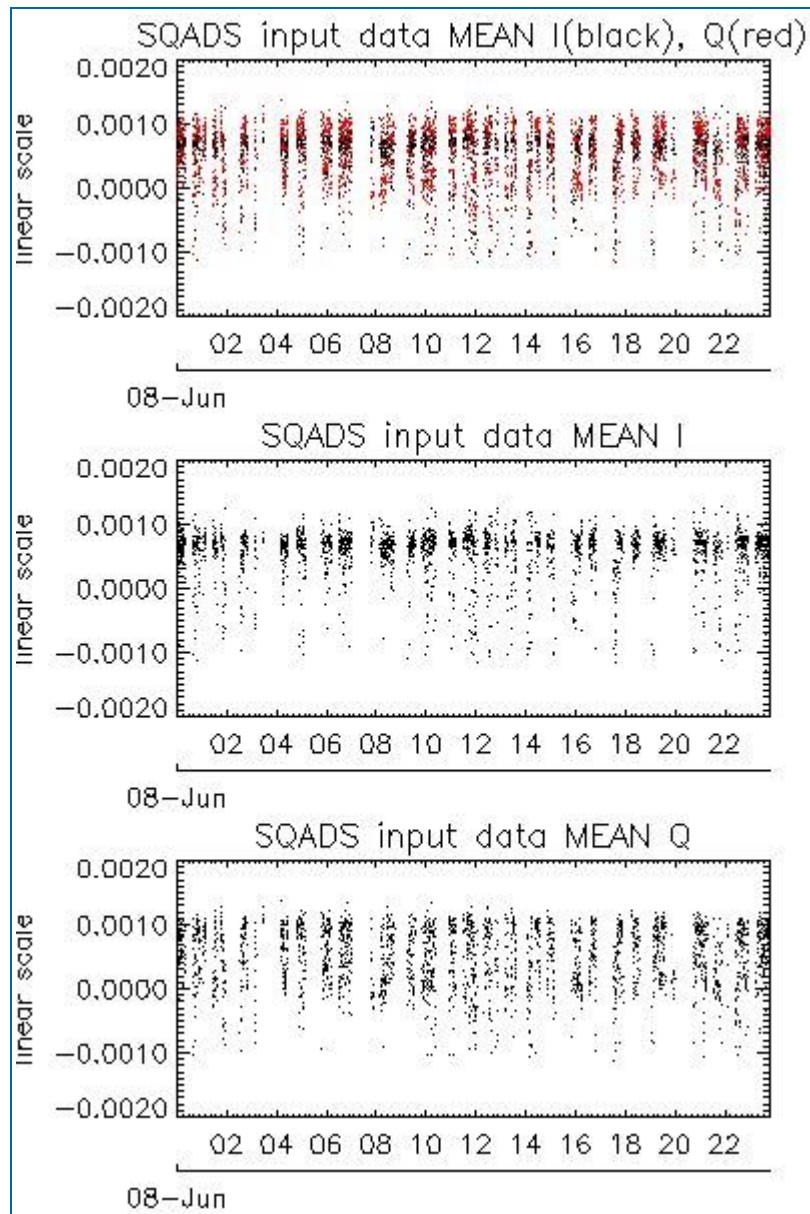 SQADS input data MEAN I(black), Q(red)
0.0020
0.0010
0.0000
−0.0010
−0.0020
linear scale
02 04 06 08 10 12 14 16 18 20 22
08−Jun
SQADS input data MEAN I
0.0020
0.0010
0.0000
−0.0010
−0.0020
linear scale
02 04 06 08 10 12 14 16 18 20 22
08−Jun
SQADS input data MEAN Q
0.0020
0.0010
0.0000
−0.0010
−0.0020
linear scale
02 04 06 08 10 12 14 16 18 20 22
08−Jun